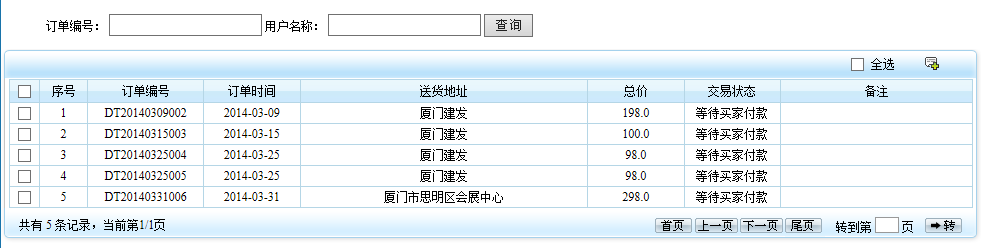 订单编号： 用户名称： 查询
全选
序号 订单编号 订单时间 送货地址 总价 交易状态 备注
1 DT20140309002 2014-03-09 厦门建发 198.0 等待买家付款
2 DT20140315003 2014-03-15 厦门建发 100.0 等待买家付款
3 DT20140325004 2014-03-25 厦门建发 98.0 等待买家付款
4 DT20140325005 2014-03-25 厦门建发 98.0 等待买家付款
5 DT20140331006 2014-03-31 厦门市思明区会展中心 298.0 等待买家付款
共有 5 条记录，当前第1/1页 首页 上一页 下一页 尾页 转到第 页 转